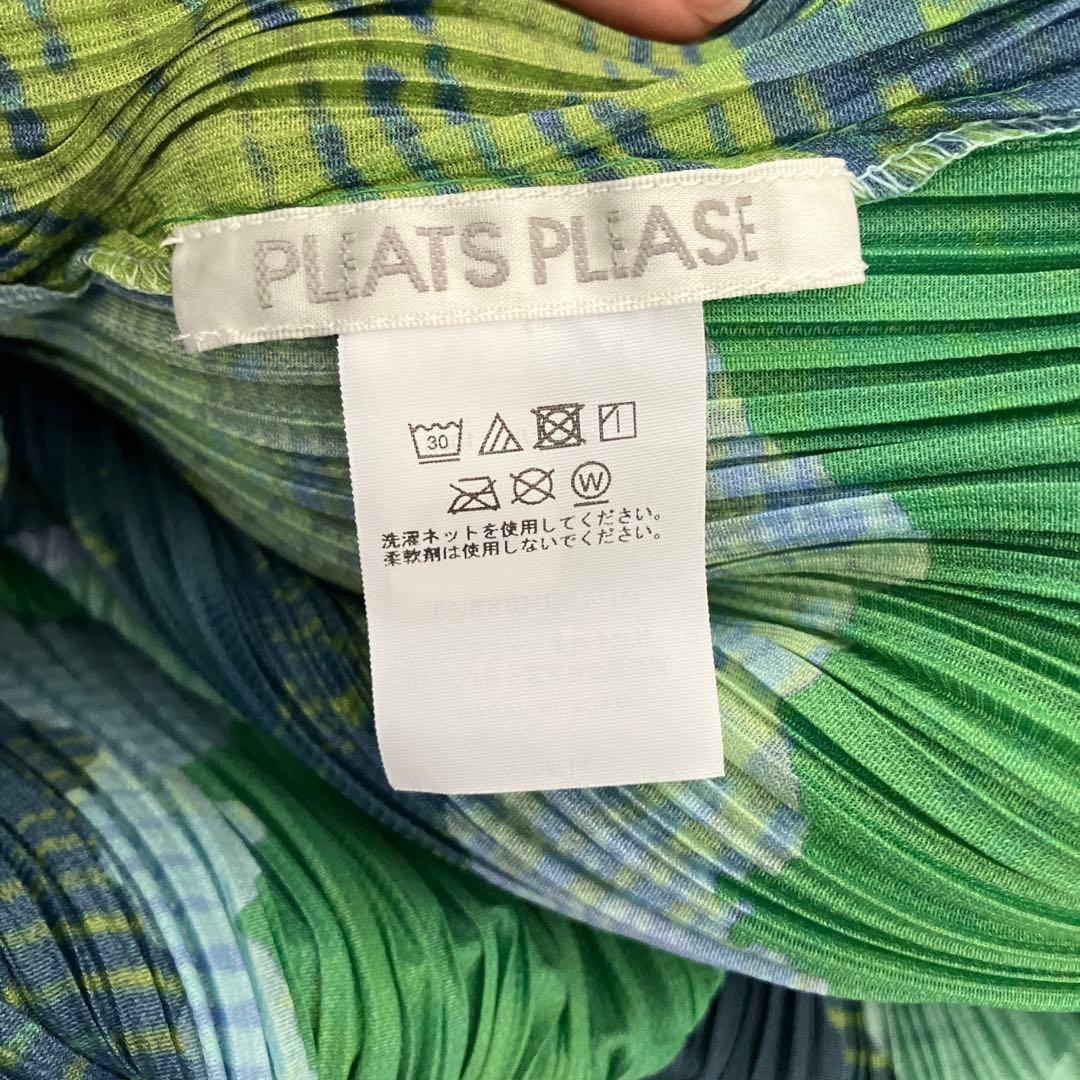 PLEATS PLEASE
30
W
洗濯ネットを使用してください。
柔軟剤は使用しないでください。